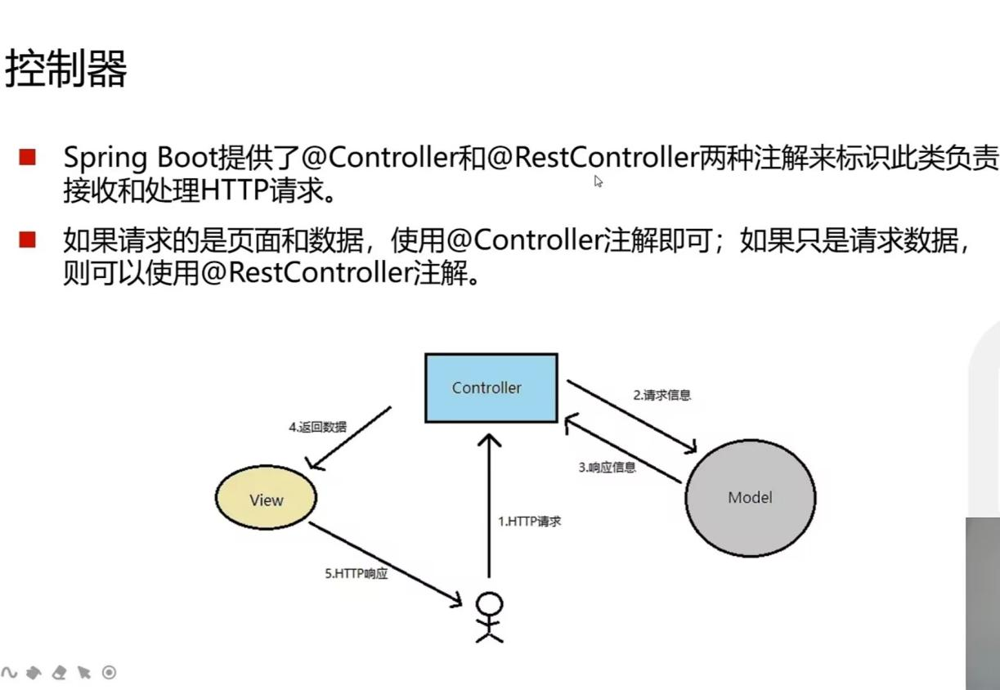 控制器
Spring Boot提供了@Controller和@RestController两种注解来标识此类负责
接收和处理HTTP请求。
如果请求的是页面和数据，使用@Controller注解即可；如果只是请求数据，
则可以使用@RestController注解。
Controller
2.请求信息
4.返回数据
3.响应信息
View
Model
1.HTTP请求
5.HTTP响应